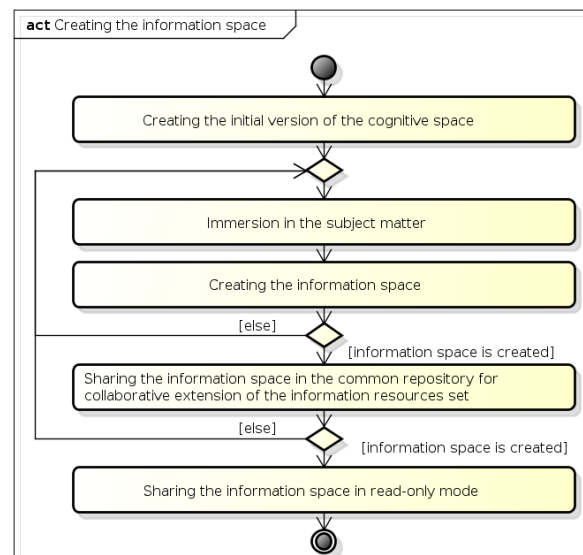 act Creating the information space
Creating the initial version of the cognitive space
Immersion in the subject matter
Creating the information space
[else]
[information space is created]
Sharing the information space in the common repository for
collaborative extension of the information resources set
[else]
[information space is created]
Sharing the information space in read-only mode